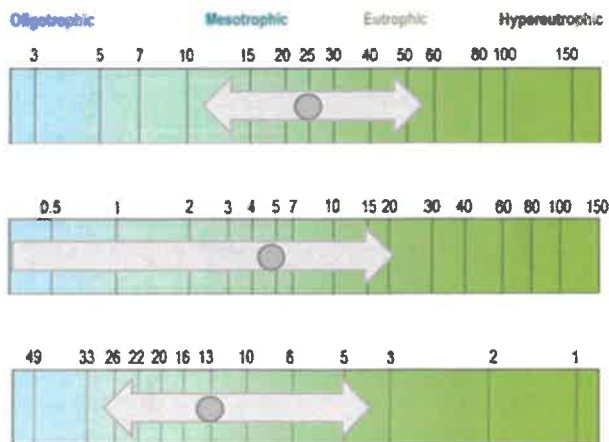 Oligotrophic Mesotrophic Eutrophic Hypereutrophic
3 5 7 10 15 20 25 30 40 50 60 80 100 150
0.5 1 2 3 4 5 7 10 15 20 30 40 60 80 100 150
49 33 26 22 20 16 13 10 6 5 3 2 1